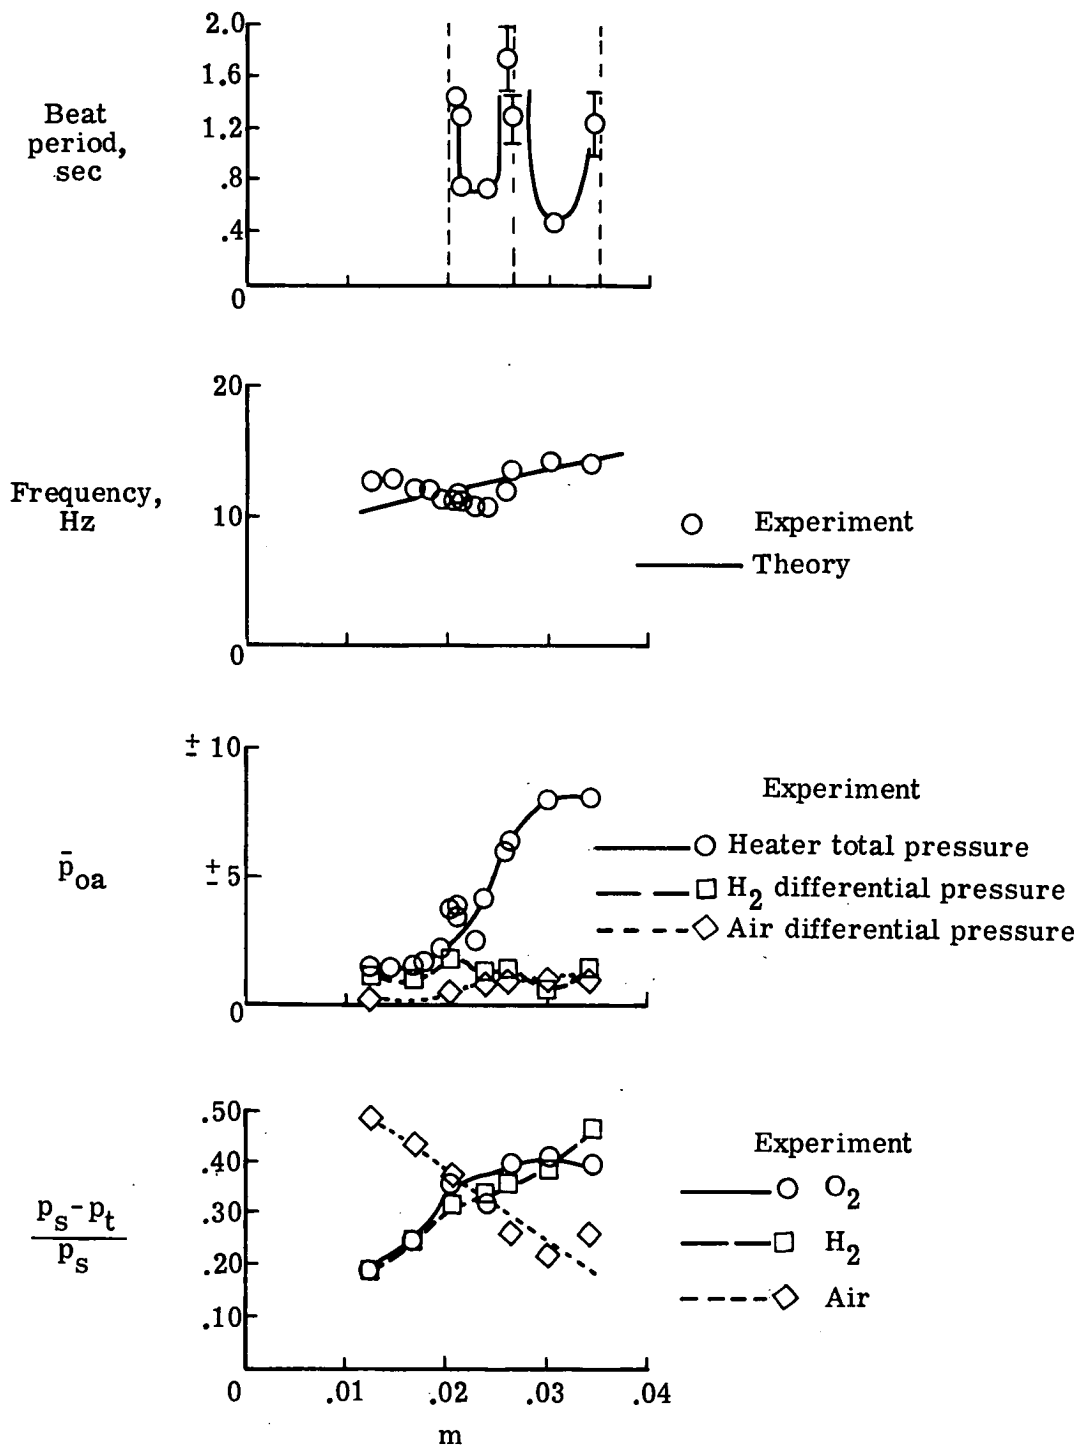 2.0
1.6
1.2
.8
.4
0
Beat
period,
sec
20
10
0
Frequency,
Hz
Experiment
Theory
± 10
± 5
0
p̄oa
Experiment
Heater total pressure
H2 differential pressure
Air differential pressure
.50
.40
.30
.20
.10
ps - pt
ps
Experiment
O2
H2
Air
0 .01 .02 .03 .04
m